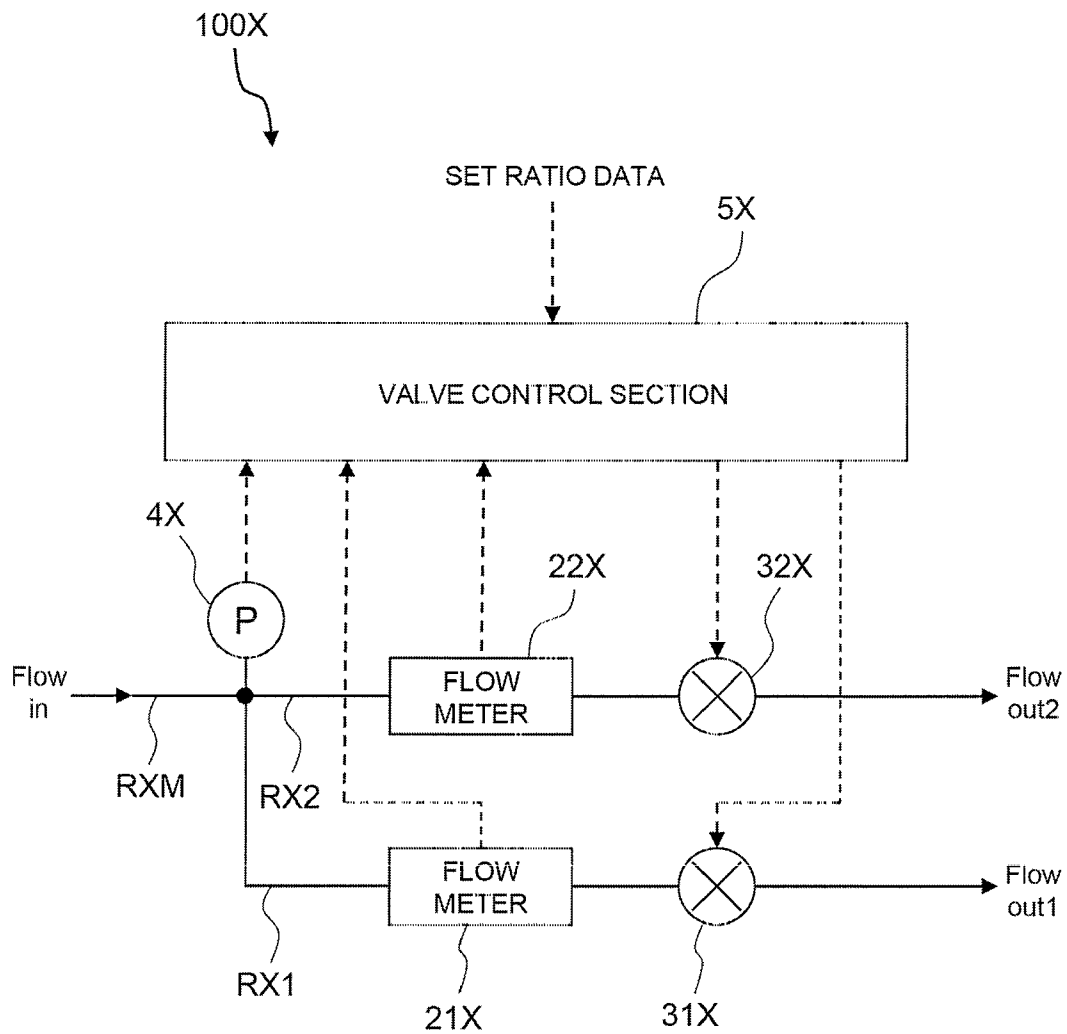 100X
SET RATIO DATA
5X
VALVE CONTROL SECTION
4X
P
22X
32X
Flow
in
FLOW
METER
Flow
out2
RXM
RX2
FLOW
METER
Flow
out1
RX1
21X
31X